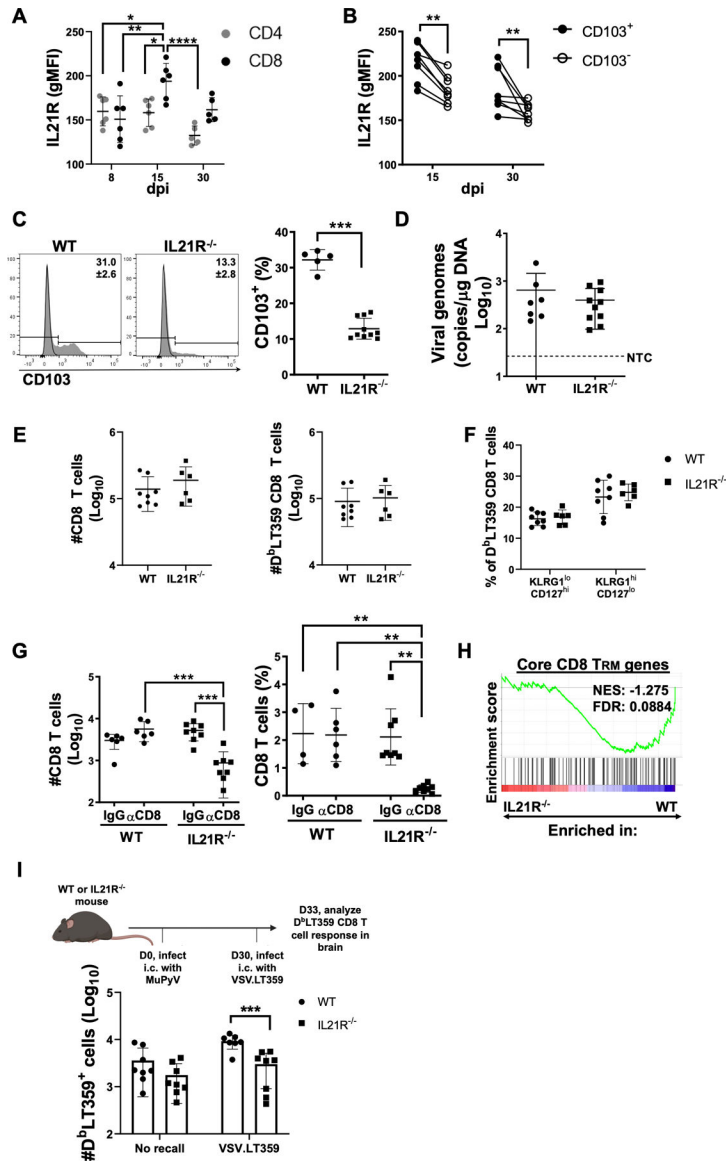 A
IL21R (gMFI)
250
200
150
100
8
15
30
dpi
*
**
*
****
CD4
CD8
B
IL21R (gMFI)
250
200
150
100
15
30
dpi
**
**
CD103+
CD103-
C
WT
IL21R-/-
31.0
±2.6
13.3
±2.8
CD103
CD103+ (%)
40
30
20
10
0
***
WT
IL21R-/-
D
Viral genomes
(copies/μg DNA
Log10)
4
3
2
1
NTC
WT
IL21R-/-
E
#CD8 T cells
(Log10)
6
5
4
WT
IL21R-/-
#DbLT359 CD8 T cells
(Log10)
6
5
4
WT
IL21R-/-
F
% of DbLT359 CD8 T cells
40
30
20
10
0
KLRG1lo
CD127hi
KLRG1hi
CD127lo
WT
IL21R-/-
G
#CD8 T cells
(Log10)
5
4
3
2
***
***
IgG αCD8
IgG αCD8
WT
IL21R-/-
CD8 T cells (%)
6
5
4
3
2
1
0
**
**
**
IgG αCD8
IgG αCD8
WT
IL21R-/-
H
Core CD8 TRM genes
NES: -1.275
FDR: 0.0884
Enrichment score
IL21R-/-
WT
Enriched in:
I
WT or IL21R-/-
mouse
D0, infect
i.c. with
MuPyV
D30, infect
i.c. with
VSV.LT359
D33, analyze
DbLT359 CD8 T
cell response in
brain
#DbLT359+ cells (Log10)
5
4
3
2
***
No recall
VSV.LT359
WT
IL21R-/-